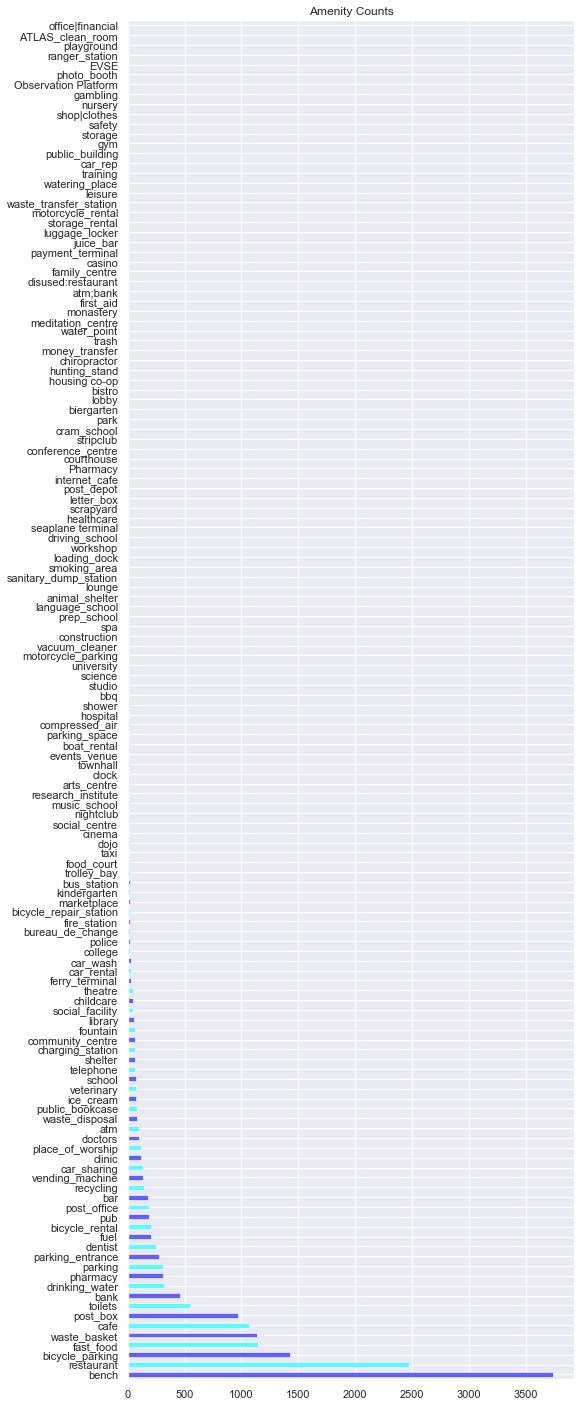 Amenity Counts
office|financial
ATLAS_clean_room
playground
ranger_station
EVSE
photo_booth
Observation Platform
gambling
nursery
shop|clothes
safety
storage
gym
public_building
car_rep
training
watering_place
leisure
waste_transfer_station
motorcycle_rental
storage_rental
luggage_locker
juice_bar
payment_terminal
casino
family_centre
disused:restaurant
atm;bank
first_aid
monastery
meditation_centre
water_point
trash
money_transfer
chiropractor
hunting_stand
housing co-op
bistro
lobby
biergarten
park
cram_school
stripclub
conference_centre
courthouse
Pharmacy
internet_cafe
post_depot
letter_box
scrapyard
healthcare
seaplane terminal
driving_school
workshop
loading_dock
smoking_area
sanitary_dump_station
lounge
animal_shelter
language_school
prep_school
spa
construction
vacuum_cleaner
motorcycle_parking
university
science
studio
bbq
shower
hospital
compressed_air
parking_space
boat_rental
events_venue
townhall
clock
arts_centre
research_institute
music_school
nightclub
social_centre
cinema
dojo
taxi
food_court
trolley_bay
bus_station
kindergarten
marketplace
bicycle_repair_station
fire_station
bureau_de_change
police
college
car_wash
car_rental
ferry_terminal
theatre
childcare
social_facility
library
fountain
community_centre
charging_station
shelter
telephone
school
veterinary
ice_cream
public_bookcase
waste_disposal
atm
doctors
place_of_worship
clinic
car_sharing
vending_machine
recycling
bar
post_office
pub
bicycle_rental
fuel
dentist
parking_entrance
parking
pharmacy
drinking_water
bank
toilets
post_box
cafe
waste_basket
fast_food
bicycle_parking
restaurant
bench
0 500 1000 1500 2000 2500 3000 3500